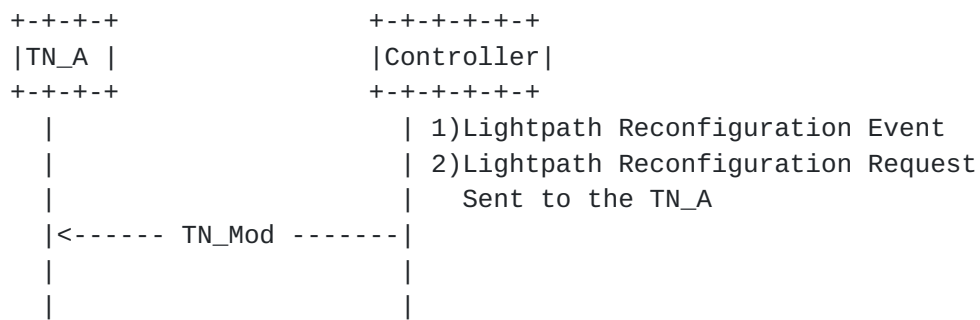 +-+-+-+                +-+-+-+-+-+
|TN_A |                |Controller|
+-+-+-+                +-+-+-+-+-+
  |                      | 1)Lightpath Reconfiguration Event
  |                      | 2)Lightpath Reconfiguration Request
  |                      |   Sent to the TN_A
  |<------ TN_Mod -------|
  |                      |
  |                      |